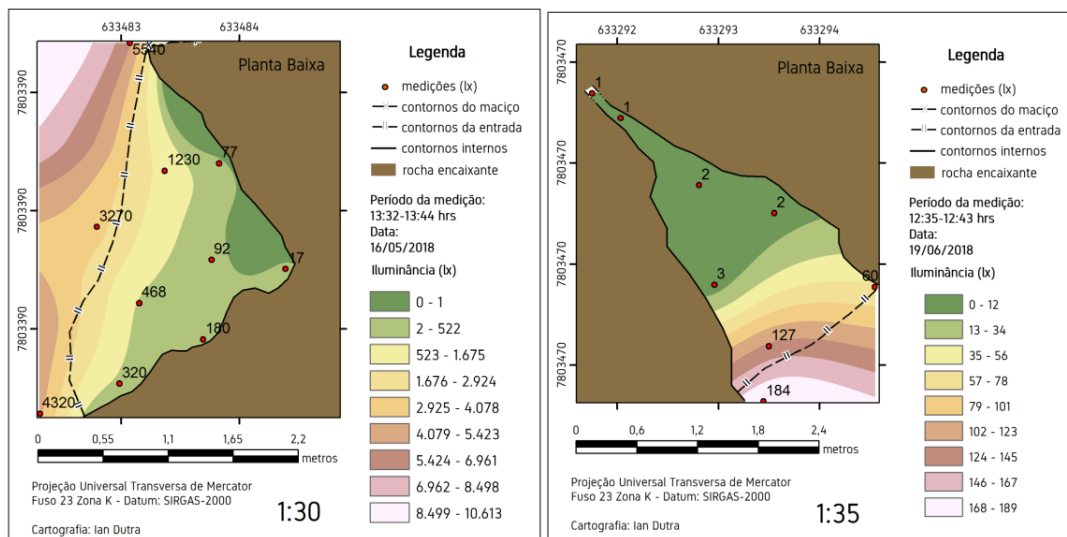 633483 633484
5540
Planta Baixa
7803390
77
1230
7803390
3270
92
17
468
7803390
180
320
4320
0 0,55 1,1 1,65 2,2
metros
Projeção Universal Transversa de Mercator
Fuso 23 Zona K - Datum: SIRGAS-2000
1:30
Cartografia: Ian Dutra
Legenda
medições (lx)
contornos do maciço
contornos da entrada
contornos internos
rocha encaixante
Período da medição:
13:32-13:44 hrs
Data:
16/05/2018
Iluminância (lx)
0 - 1
2 - 522
523 - 1.675
1.676 - 2.924
2.925 - 4.078
4.079 - 5.423
5.424 - 6.961
6.962 - 8.498
8.499 - 10.613
633292 633293 633294
7803470
Planta Baixa
1
1
7803470
2
2
7803470
3
60
127
7803470
184
0 0,6 1,2 1,8 2,4
metros
Projeção Universal Transversa de Mercator
Fuso 23 Zona K - Datum: SIRGAS-2000
1:35
Cartografia: Ian Dutra
Legenda
medições (lx)
contornos do maciço
contornos da entrada
contornos internos
rocha encaixante
Período da medição:
12:35-12:43 hrs
Data:
19/06/2018
Iluminância (lx)
0 - 12
13 - 34
35 - 56
57 - 78
79 - 101
102 - 123
124 - 145
146 - 167
168 - 189